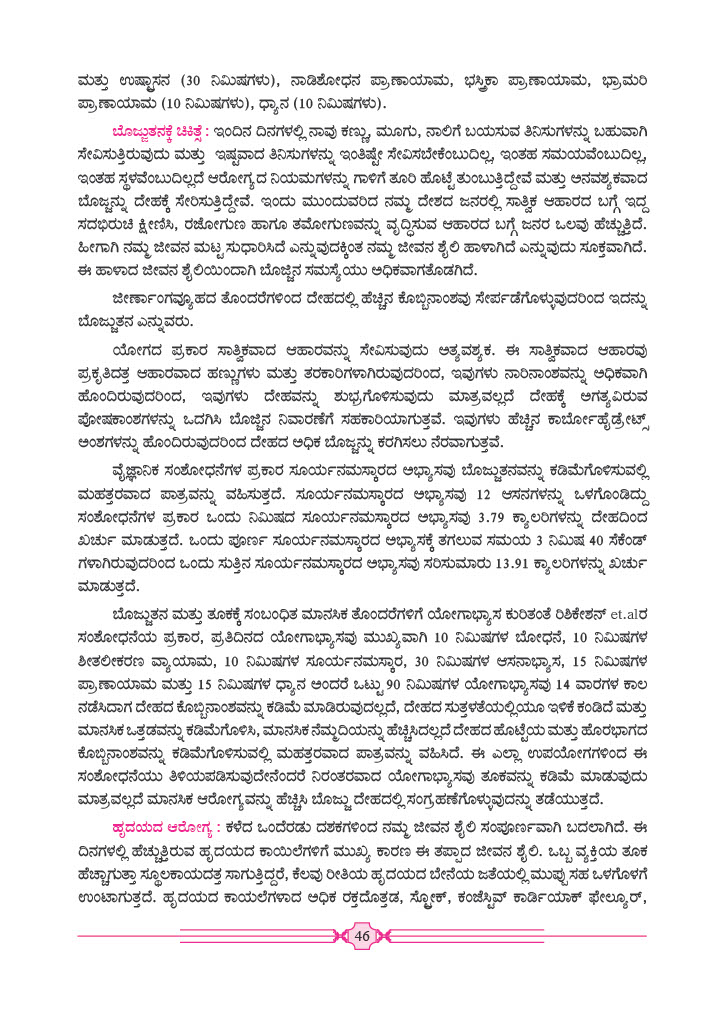 ಮತ್ತು ಉಷ್ಟ್ರಾಸನ (30 ನಿಮಿಷಗಳು), ನಾಡಿಶೋಧನ ಪ್ರಾಣಾಯಾಮ, ಭಸ್ತ್ರಿಕಾ ಪ್ರಾಣಾಯಾಮ, ಭ್ರಾಮರಿ
ಪ್ರಾಣಾಯಾಮ (10 ನಿಮಿಷಗಳು), ಧ್ಯಾನ (10 ನಿಮಿಷಗಳು).
ಬೊಜ್ಜುತನಕ್ಕೆ ಚಿಕಿತ್ಸೆ : ಇಂದಿನ ದಿನಗಳಲ್ಲಿ ನಾವು ಕಣ್ಣು, ಮೂಗು, ನಾಲಿಗೆ ಬಯಸುವ ತಿನಿಸುಗಳನ್ನು ಬಹುವಾಗಿ
ಸೇವಿಸುತ್ತಿರುವುದು ಮತ್ತು ಇಷ್ಟವಾದ ತಿನಿಸುಗಳನ್ನು ಇಂತಿಷ್ಟೇ ಸೇವಿಸಬೇಕೆಂಬುದಿಲ್ಲ, ಇಂತಹ ಸಮಯವೆಂಬುದಿಲ್ಲ,
ಇಂತಹ ಸ್ಥಳವೆಂಬುದಿಲ್ಲದೆ ಆರೋಗ್ಯದ ನಿಯಮಗಳನ್ನು ಗಾಳಿಗೆ ತೂರಿ ಹೊಟ್ಟೆ ತುಂಬುತ್ತಿದ್ದೇವೆ ಮತ್ತು ಅನವಶ್ಯಕವಾದ
ಬೊಜ್ಜನ್ನು ದೇಹಕ್ಕೆ ಸೇರಿಸುತ್ತಿದ್ದೇವೆ. ಇಂದು ಮುಂದುವರಿದ ನಮ್ಮ ದೇಶದ ಜನರಲ್ಲಿ ಸಾತ್ವಿಕ ಆಹಾರದ ಬಗ್ಗೆ ಇದ್ದ
ಸದಭಿರುಚಿ ಕ್ಷೀಣಿಸಿ, ರಜೋಗುಣ ಹಾಗೂ ತಮೋಗುಣವನ್ನು ವೃದ್ಧಿಸುವ ಆಹಾರದ ಬಗ್ಗೆ ಜನರ ಒಲವು ಹೆಚ್ಚುತ್ತಿದೆ.
ಹೀಗಾಗಿ ನಮ್ಮ ಜೀವನ ಮಟ್ಟ ಸುಧಾರಿಸಿದೆ ಎನ್ನುವುದಕ್ಕಿಂತ ನಮ್ಮ ಜೀವನ ಶೈಲಿ ಹಾಳಾಗಿದೆ ಎನ್ನುವುದು ಸೂಕ್ತವಾಗಿದೆ.
ಈ ಹಾಳಾದ ಜೀವನ ಶೈಲಿಯಿಂದಾಗಿ ಬೊಜ್ಜಿನ ಸಮಸ್ಯೆಯು ಅಧಿಕವಾಗತೊಡಗಿದೆ.
ಜೀರ್ಣಾಂಗವ್ಯೂಹದ ತೊಂದರೆಗಳಿಂದ ದೇಹದಲ್ಲಿ ಹೆಚ್ಚಿನ ಕೊಬ್ಬಿನಾಂಶವು ಸೇರ್ಪಡೆಗೊಳ್ಳುವುದರಿಂದ ಇದನ್ನು
ಬೊಜ್ಜುತನ ಎನ್ನುವರು.
ಯೋಗದ ಪ್ರಕಾರ ಸಾತ್ವಿಕವಾದ ಆಹಾರವನ್ನು ಸೇವಿಸುವುದು ಅತ್ಯವಶ್ಯಕ. ಈ ಸಾತ್ವಿಕವಾದ ಆಹಾರವು
ಪ್ರಕೃತಿದತ್ತ ಆಹಾರವಾದ ಹಣ್ಣುಗಳು ಮತ್ತು ತರಕಾರಿಗಳಾಗಿರುವುದರಿಂದ, ಇವುಗಳು ನಾರಿನಾಂಶವನ್ನು ಅಧಿಕವಾಗಿ
ಹೊಂದಿರುವುದರಿಂದ, ಇವುಗಳು ದೇಹವನ್ನು ಶುಭ್ರಗೊಳಿಸುವುದು ಮಾತ್ರವಲ್ಲದೆ ದೇಹಕ್ಕೆ ಅಗತ್ಯವಿರುವ
ಪೋಷಕಾಂಶಗಳನ್ನು ಒದಗಿಸಿ ಬೊಜ್ಜಿನ ನಿವಾರಣೆಗೆ ಸಹಕಾರಿಯಾಗುತ್ತವೆ. ಇವುಗಳು ಹೆಚ್ಚಿನ ಕಾರ್ಬೋಹೈಡ್ರೇಟ್ಸ್
ಅಂಶಗಳನ್ನು ಹೊಂದಿರುವುದರಿಂದ ದೇಹದ ಅಧಿಕ ಬೊಜ್ಜನ್ನು ಕರಗಿಸಲು ನೆರವಾಗುತ್ತವೆ.
ವೈಜ್ಞಾನಿಕ ಸಂಶೋಧನೆಗಳ ಪ್ರಕಾರ ಸೂರ್ಯನಮಸ್ಕಾರದ ಅಭ್ಯಾಸವು ಬೊಜ್ಜುತನವನ್ನು ಕಡಿಮೆಗೊಳಿಸುವಲ್ಲಿ
ಮಹತ್ತರವಾದ ಪಾತ್ರವನ್ನು ವಹಿಸುತ್ತದೆ. ಸೂರ್ಯನಮಸ್ಕಾರದ ಅಭ್ಯಾಸವು 12 ಆಸನಗಳನ್ನು ಒಳಗೊಂಡಿದ್ದು
ಸಂಶೋಧನೆಗಳ ಪ್ರಕಾರ ಒಂದು ನಿಮಿಷದ ಸೂರ್ಯನಮಸ್ಕಾರದ ಅಭ್ಯಾಸವು 3.79 ಕ್ಯಾಲರಿಗಳನ್ನು ದೇಹದಿಂದ
ಖರ್ಚು ಮಾಡುತ್ತದೆ. ಒಂದು ಪೂರ್ಣ ಸೂರ್ಯನಮಸ್ಕಾರದ ಅಭ್ಯಾಸಕ್ಕೆ ತಗಲುವ ಸಮಯ 3 ನಿಮಿಷ 40 ಸೆಕೆಂಡ್
ಗಳಾಗಿರುವುದರಿಂದ ಒಂದು ಸುತ್ತಿನ ಸೂರ್ಯನಮಸ್ಕಾರದ ಅಭ್ಯಾಸವು ಸರಿಸುಮಾರು 13.91 ಕ್ಯಾಲರಿಗಳನ್ನು ಖರ್ಚು
ಮಾಡುತ್ತದೆ.
ಬೊಜ್ಜುತನ ಮತ್ತು ತೂಕಕ್ಕೆ ಸಂಬಂಧಿತ ಮಾನಸಿಕ ತೊಂದರೆಗಳಿಗೆ ಯೋಗಾಭ್ಯಾಸ ಕುರಿತಂತೆ ರಿಶಿಕೇಶನ್ et.alರ
ಸಂಶೋಧನೆಯ ಪ್ರಕಾರ, ಪ್ರತಿದಿನದ ಯೋಗಾಭ್ಯಾಸವು ಮುಖ್ಯವಾಗಿ 10 ನಿಮಿಷಗಳ ಬೋಧನೆ, 10 ನಿಮಿಷಗಳ
ಶೀತಲೀಕರಣ ವ್ಯಾಯಾಮ, 10 ನಿಮಿಷಗಳ ಸೂರ್ಯನಮಸ್ಕಾರ, 30 ನಿಮಿಷಗಳ ಆಸನಾಭ್ಯಾಸ, 15 ನಿಮಿಷಗಳ
ಪ್ರಾಣಾಯಾಮ ಮತ್ತು 15 ನಿಮಿಷಗಳ ಧ್ಯಾನ ಅಂದರೆ ಒಟ್ಟು 90 ನಿಮಿಷಗಳ ಯೋಗಾಭ್ಯಾಸವು 14 ವಾರಗಳ ಕಾಲ
ನಡೆಸಿದಾಗ ದೇಹದ ಕೊಬ್ಬಿನಾಂಶವನ್ನು ಕಡಿಮೆ ಮಾಡಿರುವುದಲ್ಲದೆ, ದೇಹದ ಸುತ್ತಳತೆಯಲ್ಲಿಯೂ ಇಳಿಕೆ ಕಂಡಿದೆ ಮತ್ತು
ಮಾನಸಿಕ ಒತ್ತಡವನ್ನು ಕಡಿಮೆಗೊಳಿಸಿ, ಮಾನಸಿಕ ನೆಮ್ಮದಿಯನ್ನು ಹೆಚ್ಚಿಸಿದಲ್ಲದೆ ದೇಹದ ಹೊಟ್ಟೆಯ ಮತ್ತು ಹೊರಭಾಗದ
ಕೊಬ್ಬಿನಾಂಶವನ್ನು ಕಡಿಮೆಗೊಳಿಸುವಲ್ಲಿ ಮಹತ್ತರವಾದ ಪಾತ್ರವನ್ನು ವಹಿಸಿದೆ. ಈ ಎಲ್ಲಾ ಉಪಯೋಗಗಳಿಂದ ಈ
ಸಂಶೋಧನೆಯು ತಿಳಿಯಪಡಿಸುವುದೇನೆಂದರೆ ನಿರಂತರವಾದ ಯೋಗಾಭ್ಯಾಸವು ತೂಕವನ್ನು ಕಡಿಮೆ ಮಾಡುವುದು
ಮಾತ್ರವಲ್ಲದೆ ಮಾನಸಿಕ ಆರೋಗ್ಯವನ್ನು ಹೆಚ್ಚಿಸಿ ಬೊಜ್ಜು ದೇಹದಲ್ಲಿ ಸಂಗ್ರಹಣೆಗೊಳ್ಳುವುದನ್ನು ತಡೆಯುತ್ತದೆ.
ಹೃದಯದ ಆರೋಗ್ಯ : ಕಳೆದ ಒಂದೆರಡು ದಶಕಗಳಿಂದ ನಮ್ಮ ಜೀವನ ಶೈಲಿ ಸಂಪೂರ್ಣವಾಗಿ ಬದಲಾಗಿದೆ. ಈ
ದಿನಗಳಲ್ಲಿ ಹೆಚ್ಚುತ್ತಿರುವ ಹೃದಯದ ಕಾಯಿಲೆಗಳಿಗೆ ಮುಖ್ಯ ಕಾರಣ ಈ ತಪ್ಪಾದ ಜೀವನ ಶೈಲಿ. ಒಬ್ಬ ವ್ಯಕ್ತಿಯ ತೂಕ
ಹೆಚ್ಚಾಗುತ್ತಾ ಸ್ಥೂಲಕಾಯದತ್ತ ಸಾಗುತ್ತಿದ್ದರೆ, ಕೆಲವು ರೀತಿಯ ಹೃದಯದ ಬೇನೆಯ ಜತೆಯಲ್ಲಿ ಮುಪ್ಪು ಸಹ ಒಳಗೊಳಗೆ
ಉಂಟಾಗುತ್ತದೆ. ಹೃದಯದ ಕಾಯಲೆಗಳಾದ ಅಧಿಕ ರಕ್ತದೊತ್ತಡ, ಸ್ಟ್ರೋಕ್, ಕಂಜೆಸ್ಟಿವ್ ಕಾರ್ಡಿಯಾಕ್ ಫೇಲ್ಯೂರ್,
46